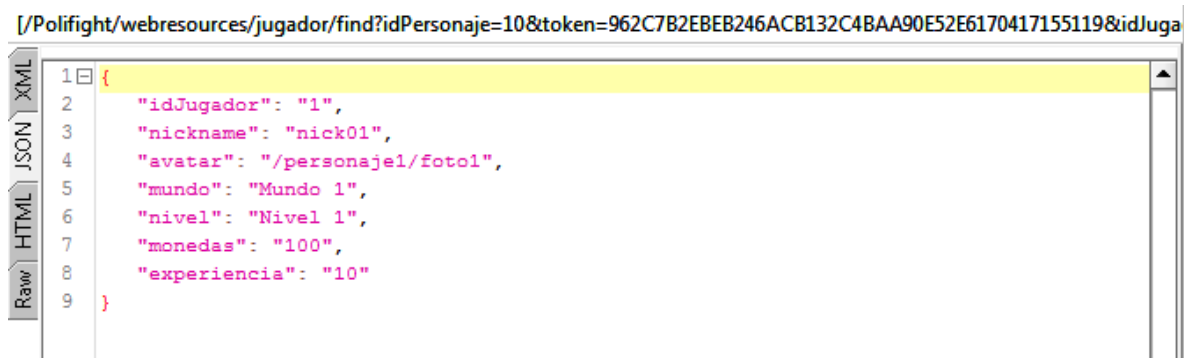 [/Polifight/webresources/jugador/find?idPersonaje=10&token=962C7B2EBEB246ACB132C4BAA90E52E6170417155119&idJuga
XML
JSON
HTML
Raw
1 {
2 "idJugador": "1",
3 "nickname": "nick01",
4 "avatar": "/personaje1/foto1",
5 "mundo": "Mundo 1",
6 "nivel": "Nivel 1",
7 "monedas": "100",
8 "experiencia": "10"
9 }